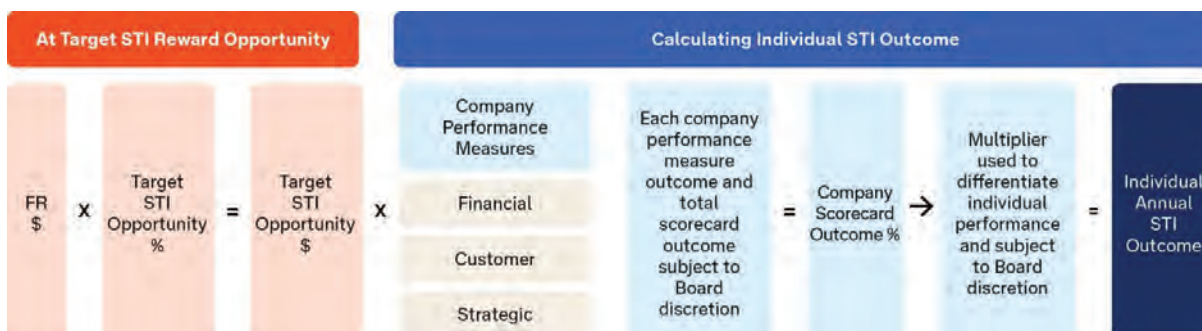 At Target STI Reward Opportunity
Calculating Individual STI Outcome
FR
$
x
Target
STI
Opportunity
%
=
Target
STI
Opportunity
$
x
Company
Performance
Measures
Financial
Customer
Strategic
Each company
performance
measure
outcome and
total
scorecard
outcome
subject to
Board
discretion
=
Company
Scorecard
Outcome %
→
Multiplier
used to
differentiate
individual
performance
and subject
to Board
discretion
=
Individual
Annual
STI
Outcome